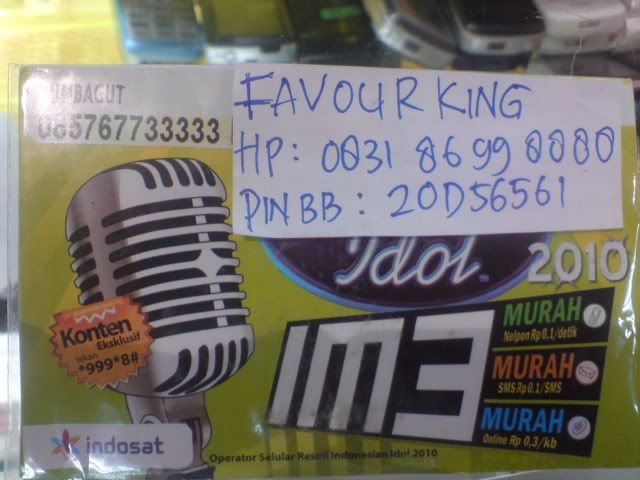 UMBAGUT
085767733333
FAVOUR KING
HP: 0831 8699 0000
PIN BB: 20D56561
Idol
2010
Konten
Eksklusif
tekan
*999*8#
IM3
MURAH
Nelpon Rp 0.1/detik
MURAH
SMS Rp 0.1/SMS
MURAH
Online Rp 0,3/kb
indosat
Operator Selular Resmi Indonesian Idol 2010